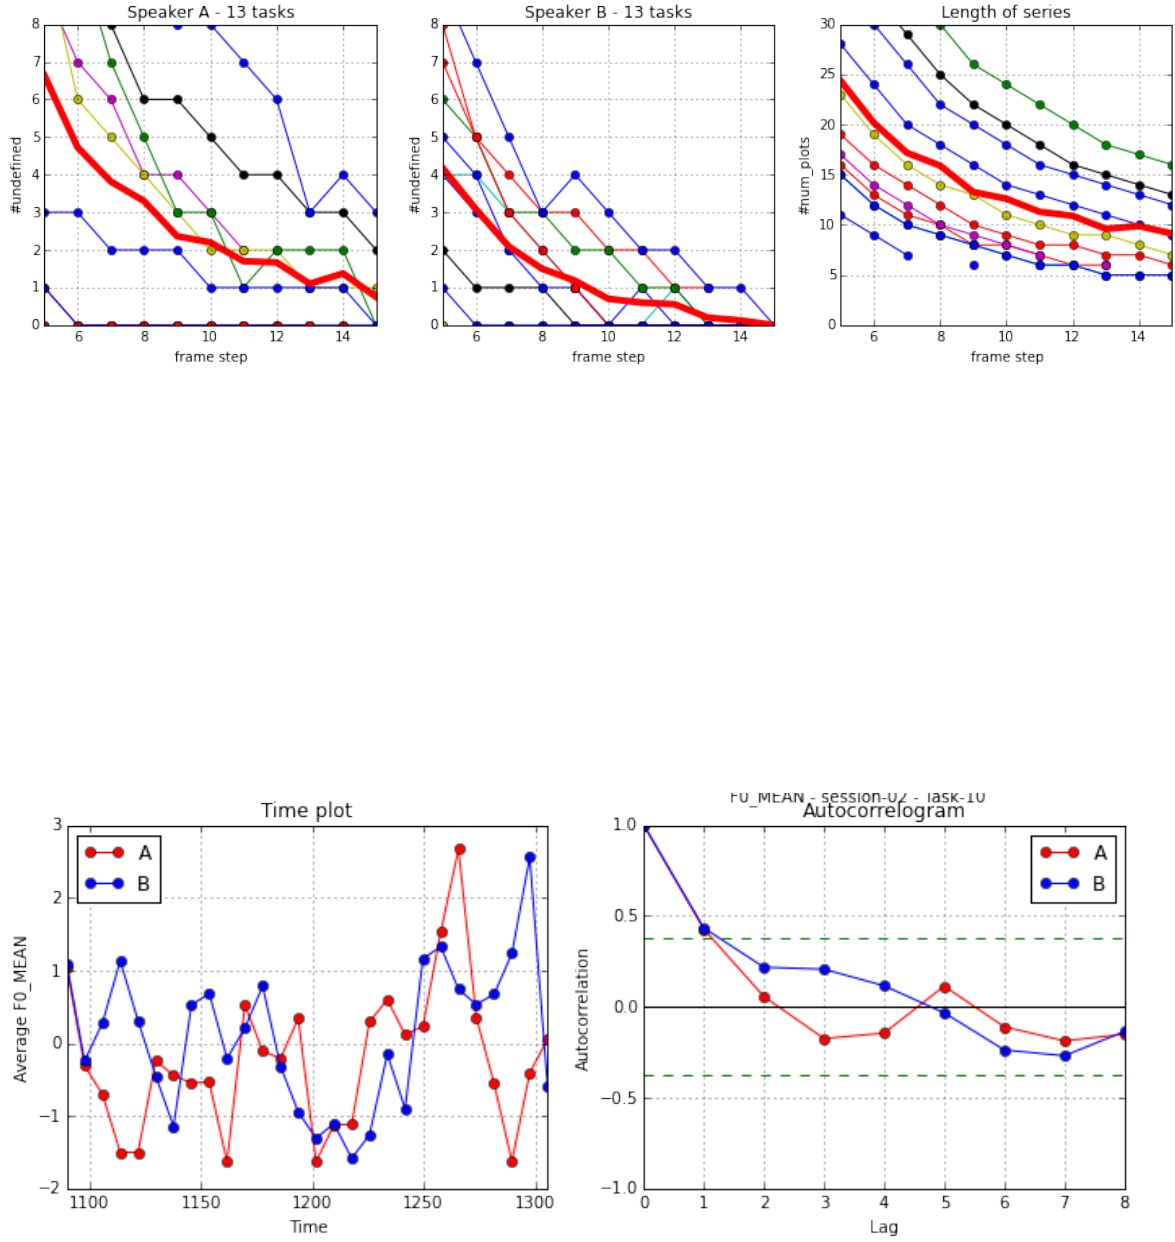 Speaker A - 13 tasks
#undefined
8
7
6
5
4
3
2
1
0
6 8 10 12 14
frame step
Speaker B - 13 tasks
#undefined
8
7
6
5
4
3
2
1
0
6 8 10 12 14
frame step
Length of series
#num_plots
30
25
20
15
10
5
0
6 8 10 12 14
frame step
Time plot
Average F0_MEAN
3
2
1
0
−1
−2
A
B
1100 1150 1200 1250 1300
Time
F0_MEAN - session-02 - Task-10
Autocorrelogram
Autocorrelation
1.0
0.5
0.0
−0.5
−1.0
A
B
0 1 2 3 4 5 6 7 8
Lag